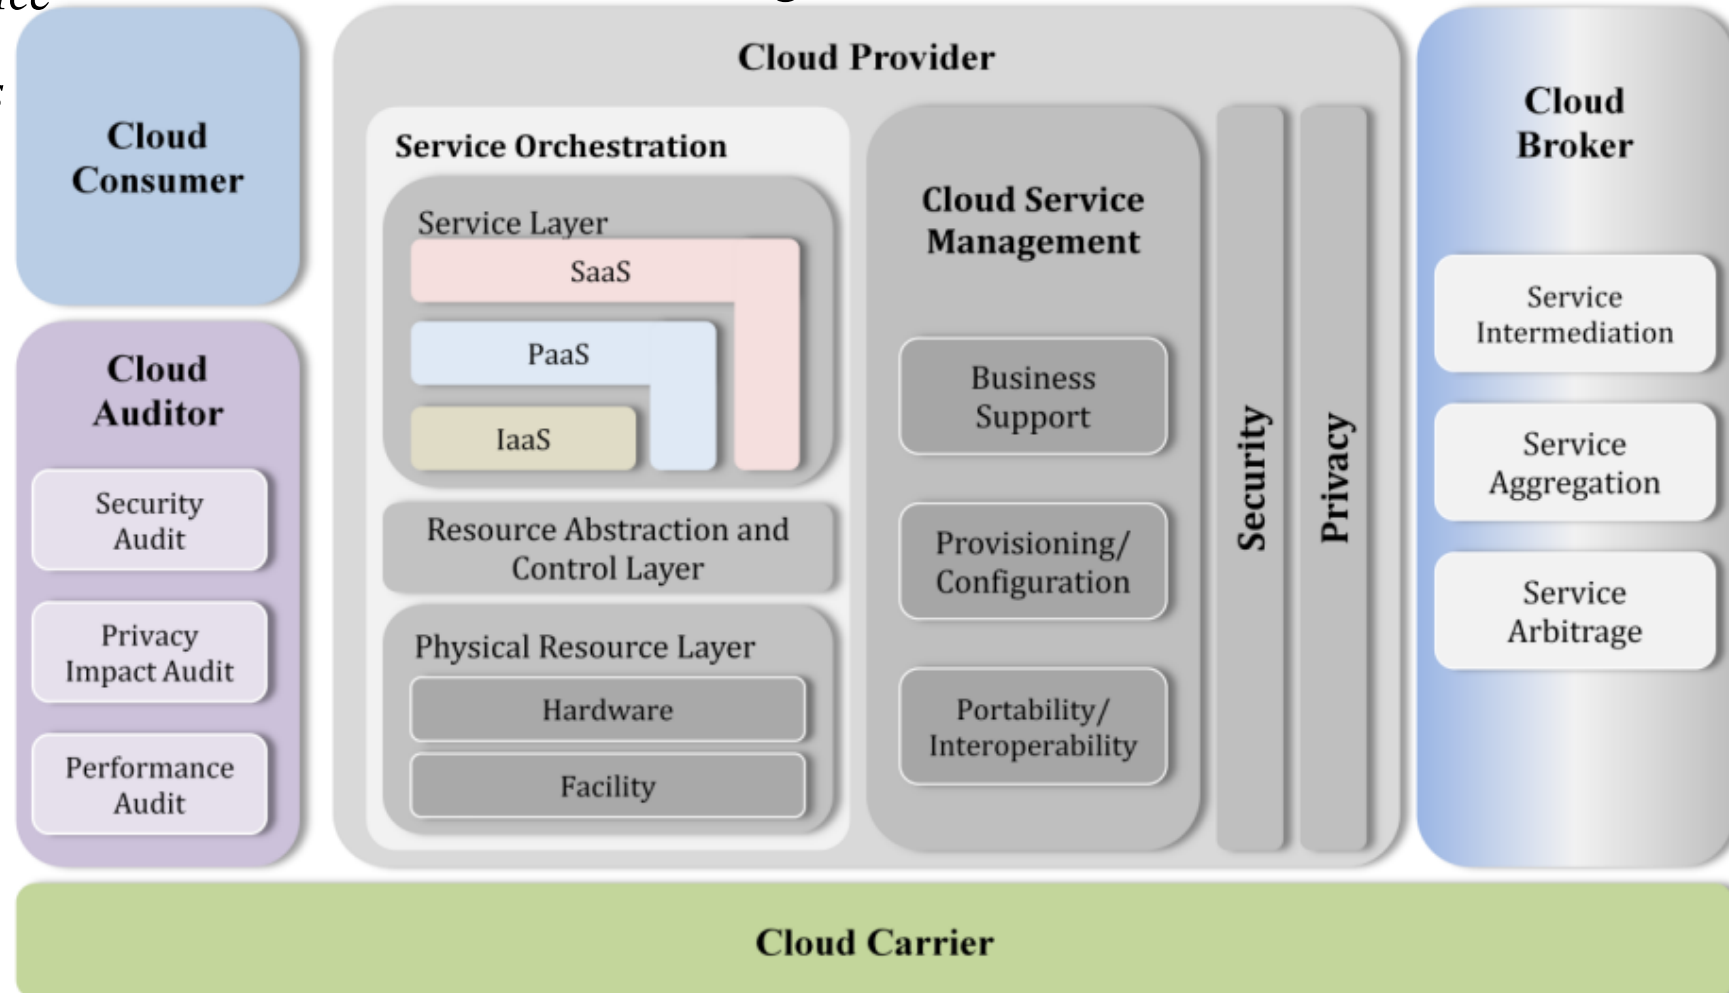 Cloud
Consumer
Cloud
Auditor
Security
Audit
Privacy
Impact Audit
Performance
Audit
Cloud Provider
Service Orchestration
Service Layer
SaaS
PaaS
IaaS
Resource Abstraction and
Control Layer
Physical Resource Layer
Hardware
Facility
Cloud Service
Management
Business
Support
Provisioning/
Configuration
Portability/
Interoperability
Security
Privacy
Cloud
Broker
Service
Intermediation
Service
Aggregation
Service
Arbitrage
Cloud Carrier